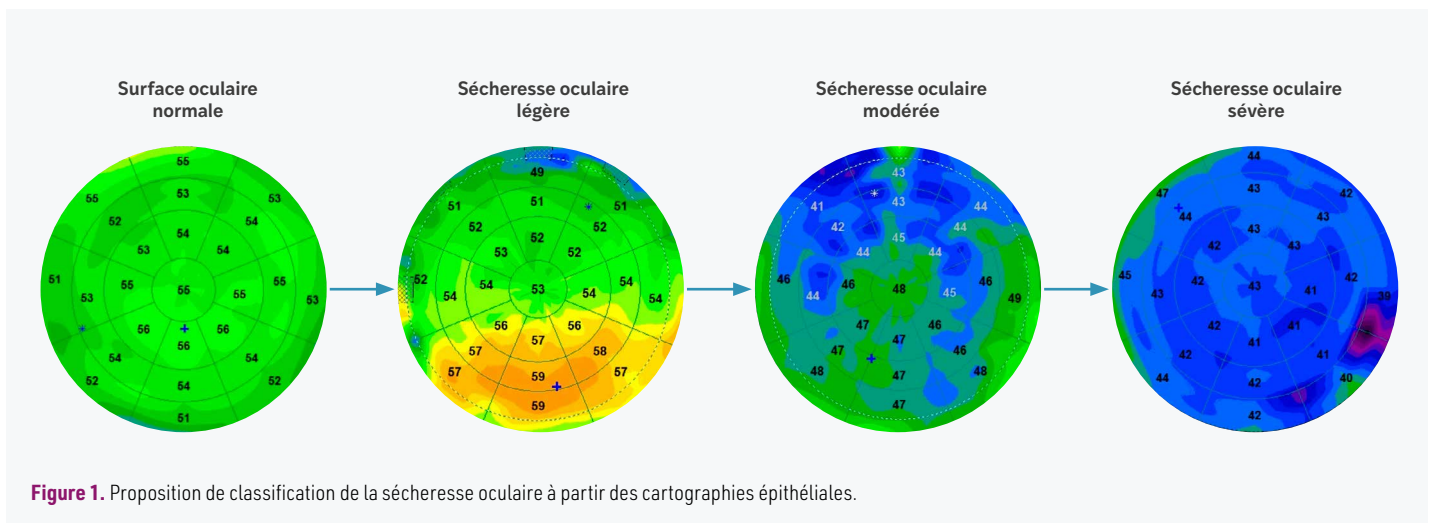 Surface oculaire
normale
Sécheresse oculaire
légère
Sécheresse oculaire
modérée
Sécheresse oculaire
sévère
55
55 53 53
52 54 54
53 54
51 53 55 55 55 55 53
56 56
56
54 54
52 54 52
51
49
51 51 51
52 52 52
53 52
52 54 54 53 54 54 54
56 56
57 57 58
57 59 57
59
43
41 43 44
42 45 44
44 44
46 44 46 48 45 46 49
47 46
47 47 46
48 47 48
47
44
47 43 42
44 43 43
42 43
45 43 42 43 41 42 39
42 41
42 41 41
44 42 40
42
Figure 1. Proposition de classification de la sécheresse oculaire à partir des cartographies épithéliales.